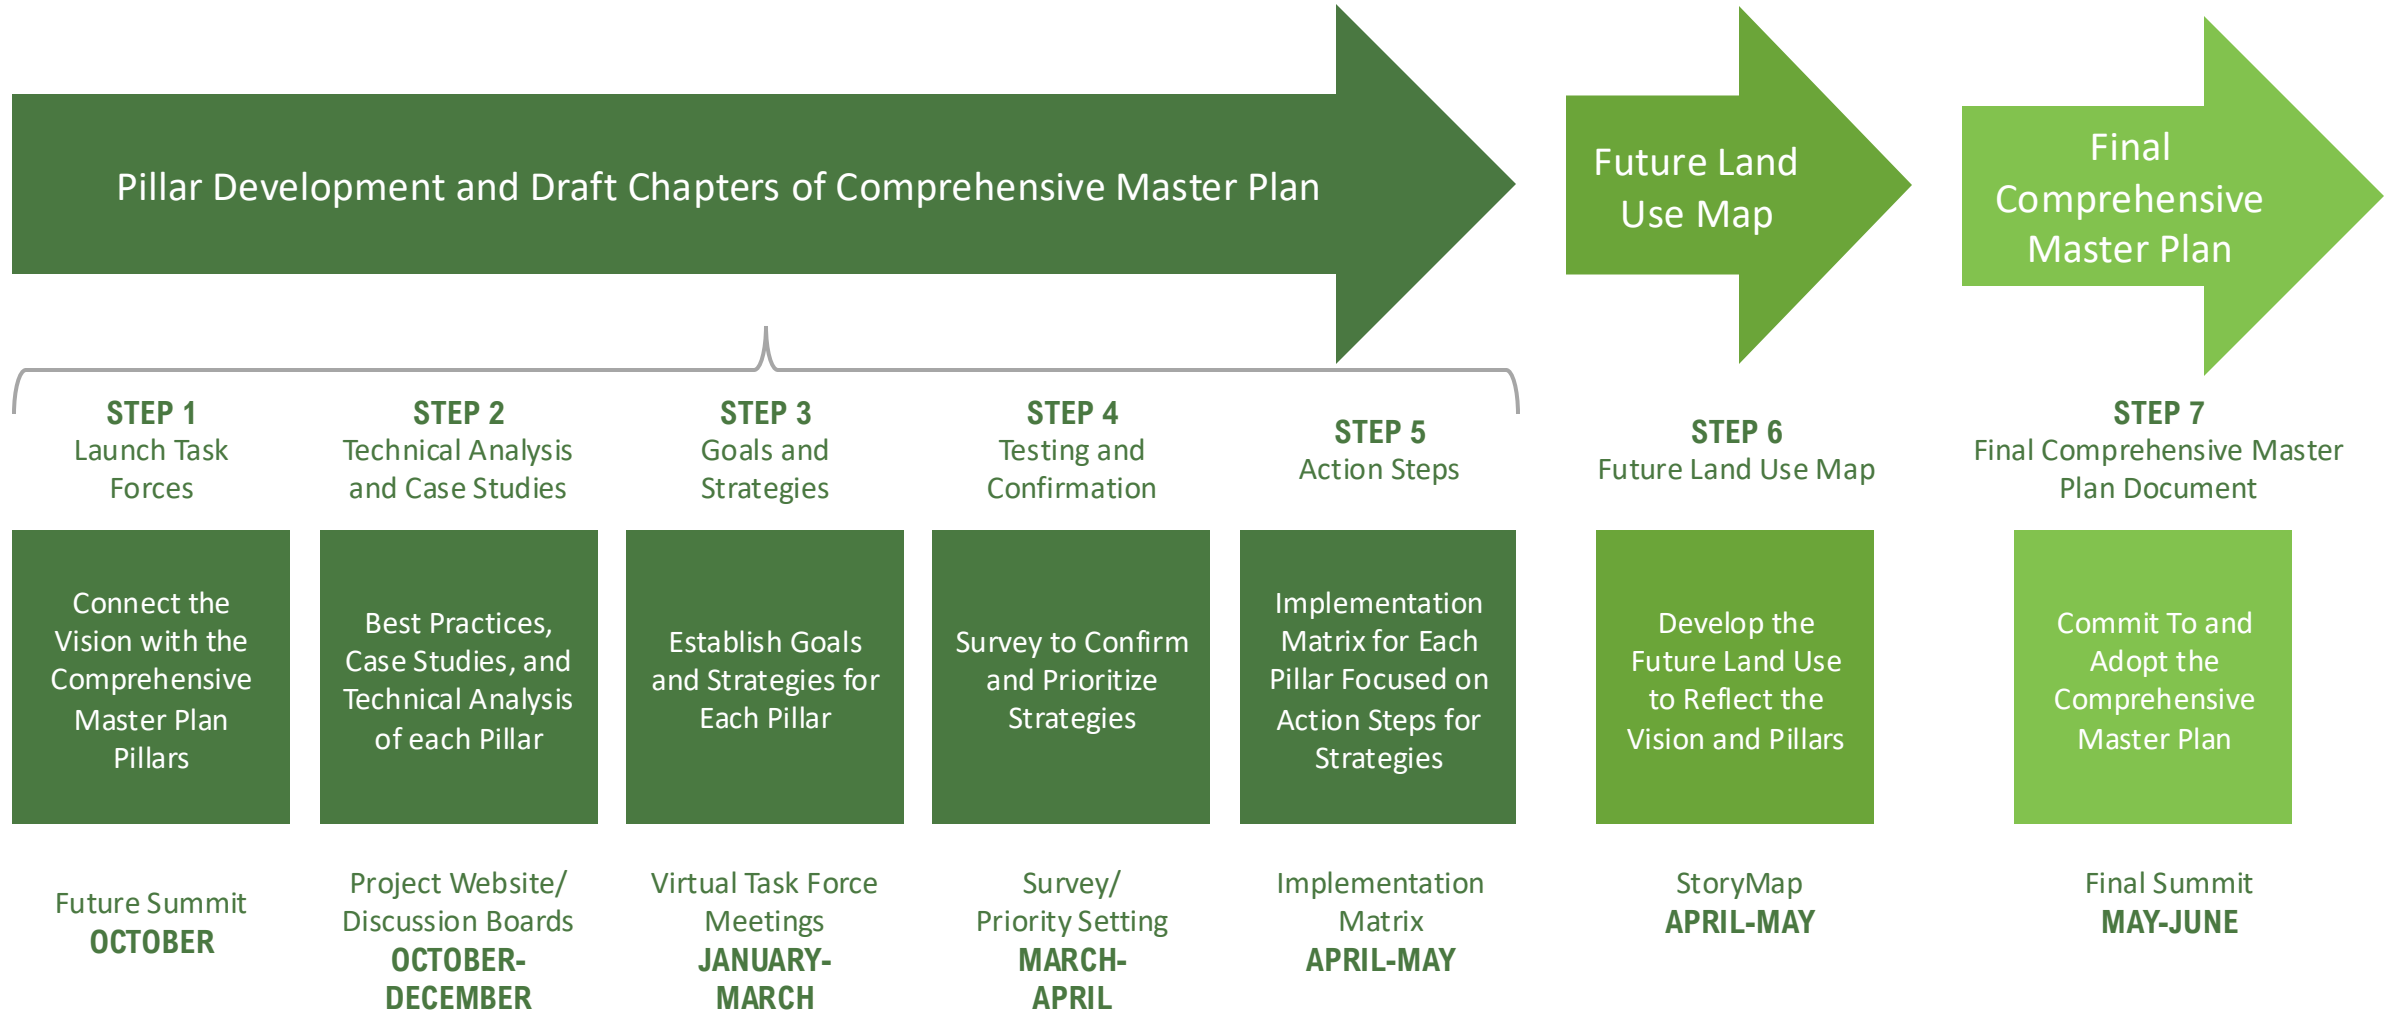 Pillar Development and Draft Chapters of Comprehensive Master Plan
Future Land
Use Map
Final
Comprehensive
Master Plan
STEP 1
Launch Task
Forces
STEP 2
Technical Analysis
and Case Studies
STEP 3
Goals and
Strategies
STEP 4
Testing and
Confirmation
STEP 5
Action Steps
STEP 6
Future Land Use Map
STEP 7
Final Comprehensive Master
Plan Document
Connect the
Vision with the
Comprehensive
Master Plan
Pillars
Best Practices,
Case Studies, and
Technical Analysis
of each Pillar
Establish Goals
and Strategies for
Each Pillar
Survey to Confirm
and Prioritize
Strategies
Implementation
Matrix for Each
Pillar Focused on
Action Steps for
Strategies
Develop the
Future Land Use
to Reflect the
Vision and Pillars
Commit To and
Adopt the
Comprehensive
Master Plan
Future Summit
OCTOBER
Project Website/
Discussion Boards
OCTOBER-
DECEMBER
Virtual Task Force
Meetings
JANUARY-
MARCH
Survey/
Priority Setting
MARCH-
APRIL
Implementation
Matrix
APRIL-MAY
StoryMap
APRIL-MAY
Final Summit
MAY-JUNE